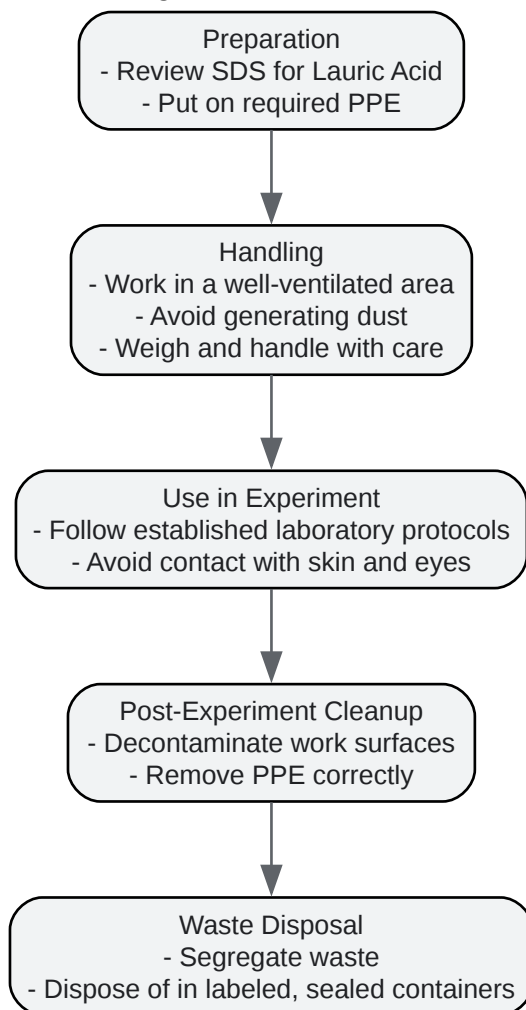 Preparation
- Review SDS for Lauric Acid
- Put on required PPE
Handling
- Work in a well-ventilated area
- Avoid generating dust
- Weigh and handle with care
Use in Experiment
- Follow established laboratory protocols
- Avoid contact with skin and eyes
Post-Experiment Cleanup
- Decontaminate work surfaces
- Remove PPE correctly
Waste Disposal
- Segregate waste
- Dispose of in labeled, sealed containers